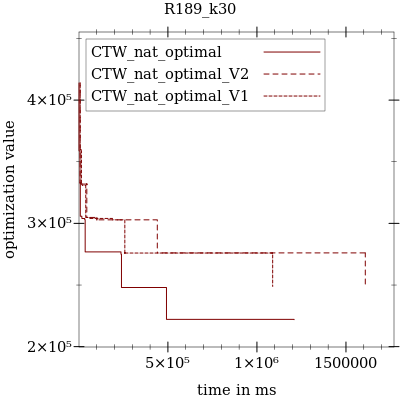 R189_k30
CTW_nat_optimal
CTW_nat_optimal_V2
CTW_nat_optimal_V1
optimization value
4×10⁵
3×10⁵
2×10⁵
5×10⁵ 1×10⁶ 1500000
time in ms